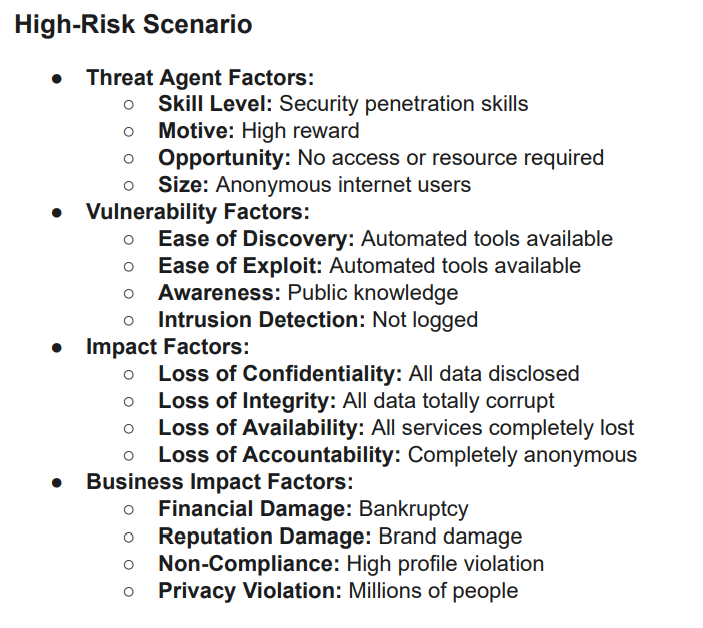 High-Risk Scenario
● Threat Agent Factors:
○ Skill Level: Security penetration skills
○ Motive: High reward
○ Opportunity: No access or resource required
○ Size: Anonymous internet users
● Vulnerability Factors:
○ Ease of Discovery: Automated tools available
○ Ease of Exploit: Automated tools available
○ Awareness: Public knowledge
○ Intrusion Detection: Not logged
● Impact Factors:
○ Loss of Confidentiality: All data disclosed
○ Loss of Integrity: All data totally corrupt
○ Loss of Availability: All services completely lost
○ Loss of Accountability: Completely anonymous
● Business Impact Factors:
○ Financial Damage: Bankruptcy
○ Reputation Damage: Brand damage
○ Non-Compliance: High profile violation
○ Privacy Violation: Millions of people